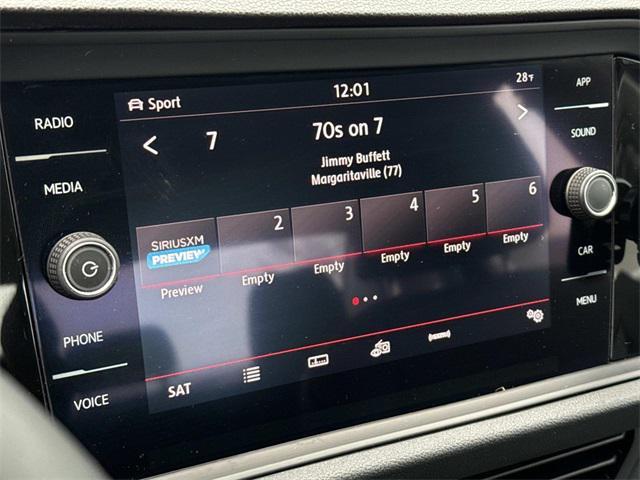 Sport 12:01 28°F
7 70s on 7
Jimmy Buffett
Margaritaville (77)
SIRIUSXM 2 3 4 5 6
PREVIEW
Preview Empty Empty Empty Empty Empty
SAT
RADIO
MEDIA
PHONE
VOICE
APP
SOUND
CAR
MENU